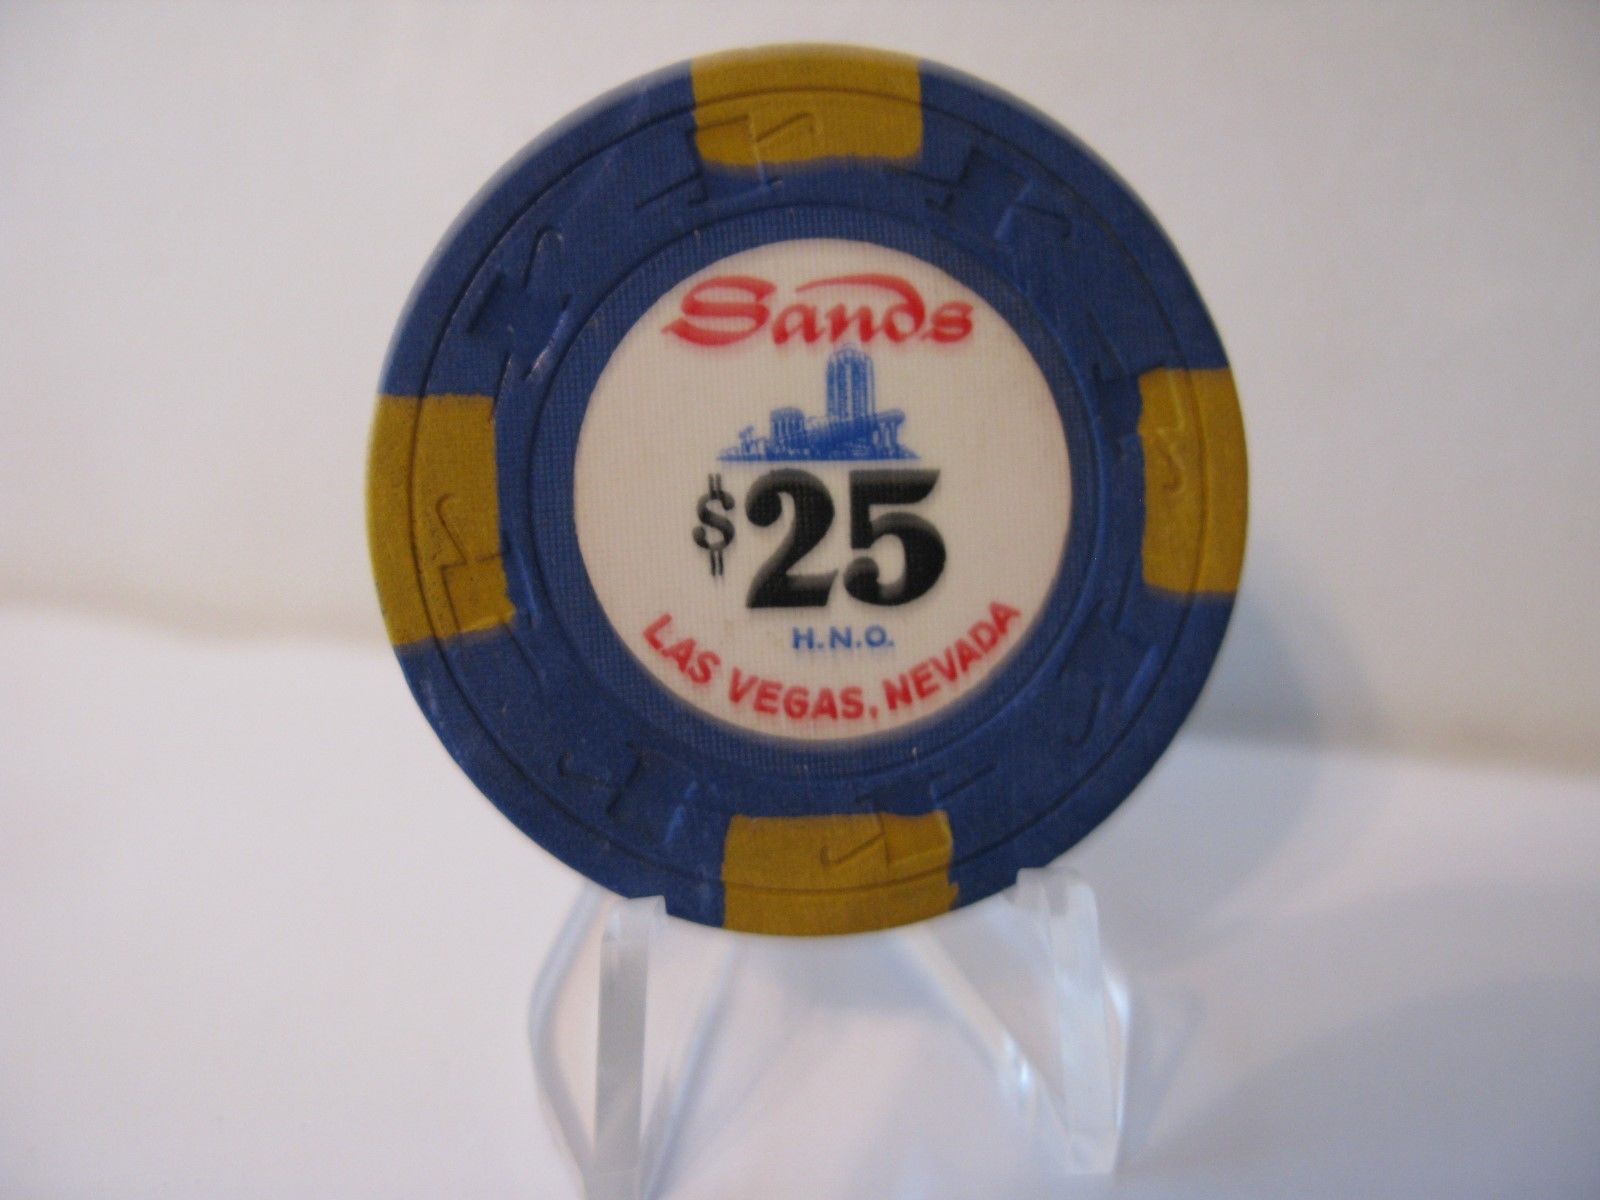 Sands
$25
H.N.O.
LAS VEGAS, NEVADA